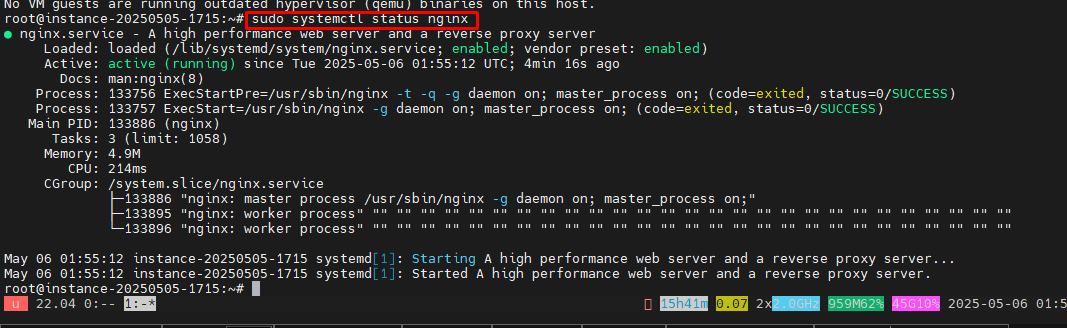 No VM guests are running outdated hypervisor (qemu) binaries on this host.
root@instance-20250505-1715:~# sudo systemctl status nginx
● nginx.service - A high performance web server and a reverse proxy server
Loaded: loaded (/lib/systemd/system/nginx.service; enabled; vendor preset: enabled)
Active: active (running) since Tue 2025-05-06 01:55:12 UTC; 4min 16s ago
Docs: man:nginx(8)
Process: 133756 ExecStartPre=/usr/sbin/nginx -t -q -g daemon on; master_process on; (code=exited, status=0/SUCCESS)
Process: 133757 ExecStart=/usr/sbin/nginx -g daemon on; master_process on; (code=exited, status=0/SUCCESS)
Main PID: 133886 (nginx)
Tasks: 3 (limit: 1058)
Memory: 4.9M
CPU: 214ms
CGroup: /system.slice/nginx.service
├─133886 "nginx: master process /usr/sbin/nginx -g daemon on; master_process on;"
├─133895 "nginx: worker process" "" "" "" "" "" "" "" "" "" "" "" "" "" "" "" "" "" "" "" "" "" "" "" "" "" "" ""
└─133896 "nginx: worker process" "" "" "" "" "" "" "" "" "" "" "" "" "" "" "" "" "" "" "" "" "" "" "" "" "" "" ""
May 06 01:55:12 instance-20250505-1715 systemd[1]: Starting A high performance web server and a reverse proxy server...
May 06 01:55:12 instance-20250505-1715 systemd[1]: Started A high performance web server and a reverse proxy server.
root@instance-20250505-1715:~#
u 22.04 0:-- 1:-* 15h41m 0.07 2x2.0GHz 959M62% 45G10% 2025-05-06 01:5